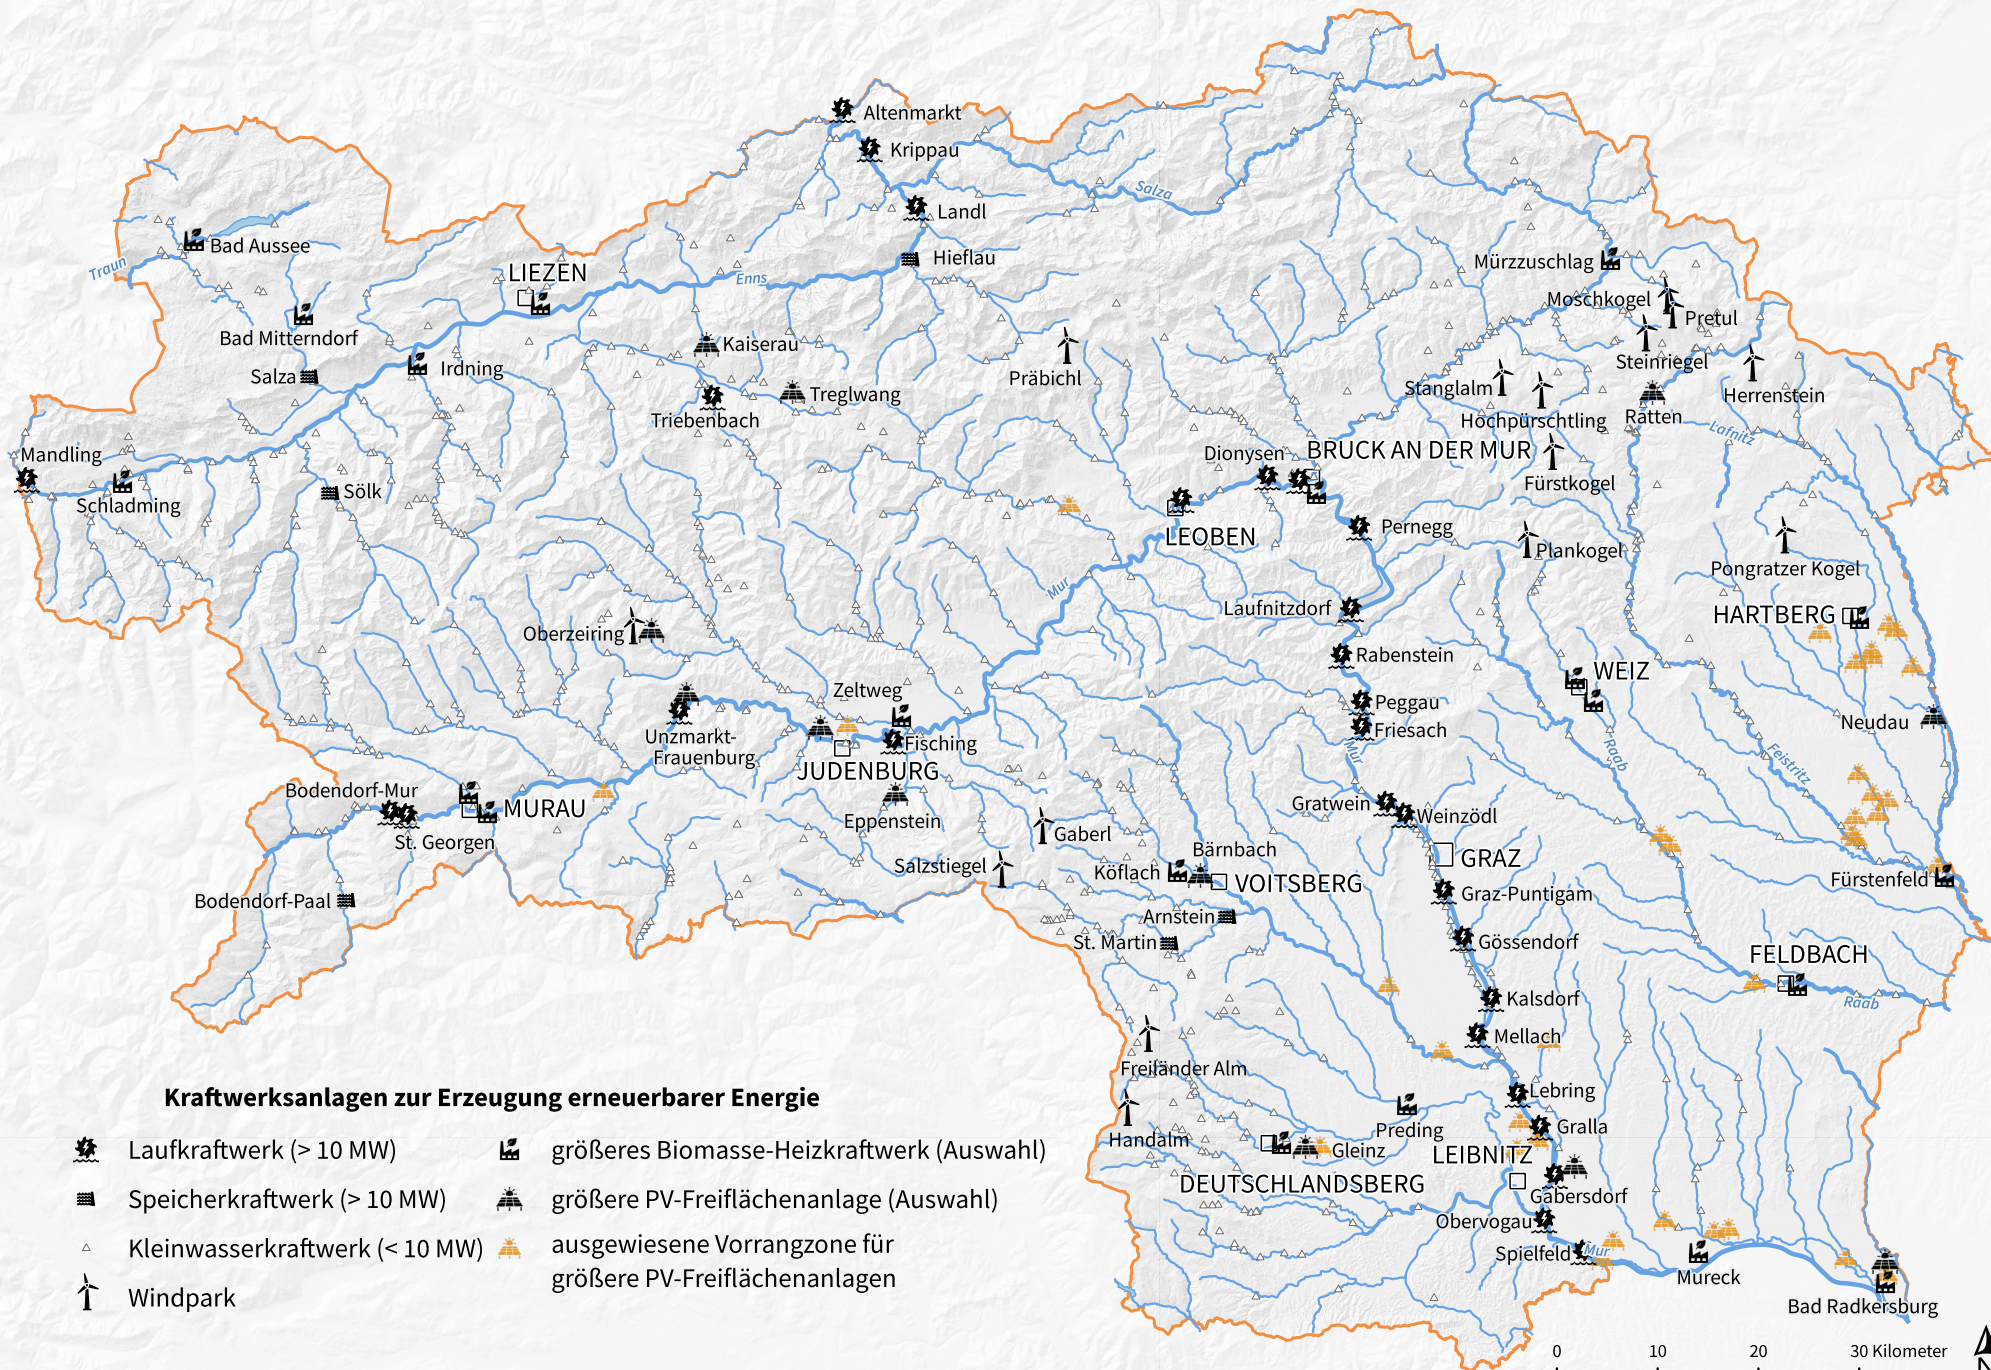 Altenmarkt
Krippau
Salza
Landl
Bad Aussee
Traun
Hieflau
Mürzzuschlag
LIEZEN
Enns
Moschkogel
Pretul
Bad Mitterndorf
Kaiserau
Steinriegel
Salza
Irdning
Präbichl
Stanglalm
Herrenstein
Treglwang
Triebenbach
Hochpürschtling
Ratten
Lafnitz
Mandling
Dionysen
BRUCK AN DER MUR
Fürstkogel
Schladming
Sölk
Pernegg
LEOBEN
Plankogel
Pongratzer Kogel
Mur
Laufnitzdorf
HARTBERG
Oberzeiring
Rabenstein
WEIZ
Zeltweg
Peggau
Neudau
Unzmarkt-
Frauenburg
Fisching
Friesach
Mur
Raab
Feistritz
JUDENBURG
Bodendorf-Mur
MURAU
Gratwein
Weinzödl
Eppenstein
Gaberl
St. Georgen
Bärnbach
GRAZ
Salzstiegel
Köflach
VOITSBERG
Fürstenfeld
Bodendorf-Paal
Graz-Puntigam
Arnstein
St. Martin
Gössendorf
FELDBACH
Kalsdorf
Raab
Mellach
Freiländer Alm
Lebring
Kraftwerksanlagen zur Erzeugung erneuerbarer Energie
Preding
Gralla
Handalm
Gleinz
LEIBNITZ
Laufkraftwerk (> 10 MW)
größeres Biomasse-Heizkraftwerk (Auswahl)
DEUTSCHLANDSBERG
Gabersdorf
Speicherkraftwerk (> 10 MW)
größere PV-Freiflächenanlage (Auswahl)
Obervogau
Kleinwasserkraftwerk (< 10 MW)
ausgewiesene Vorrangzone für
größere PV-Freiflächenanlagen
Spielfeld
Mur
Mureck
Windpark
Bad Radkersburg
0 10 20 30 Kilometer